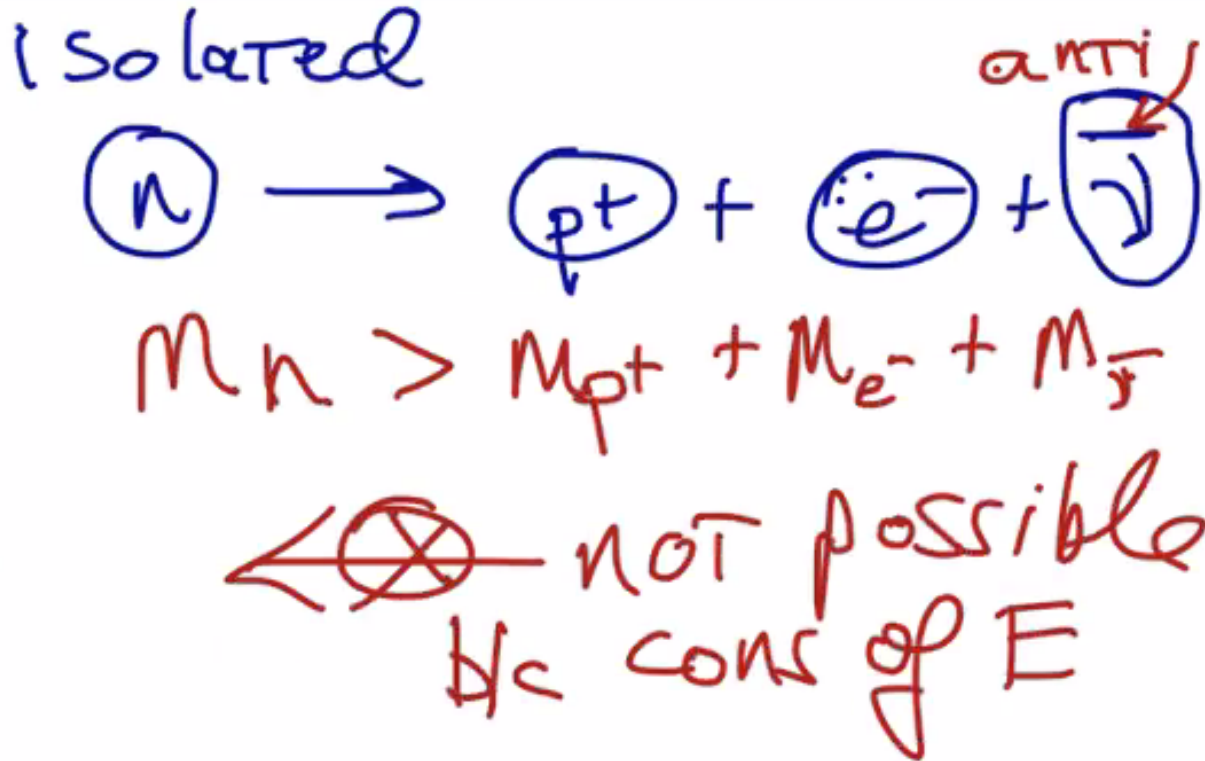 Isolated
anti
n → p+ + e- + ν̅
Mn > Mp+ + Me- + Mν̅
not possible
b/c cons of E